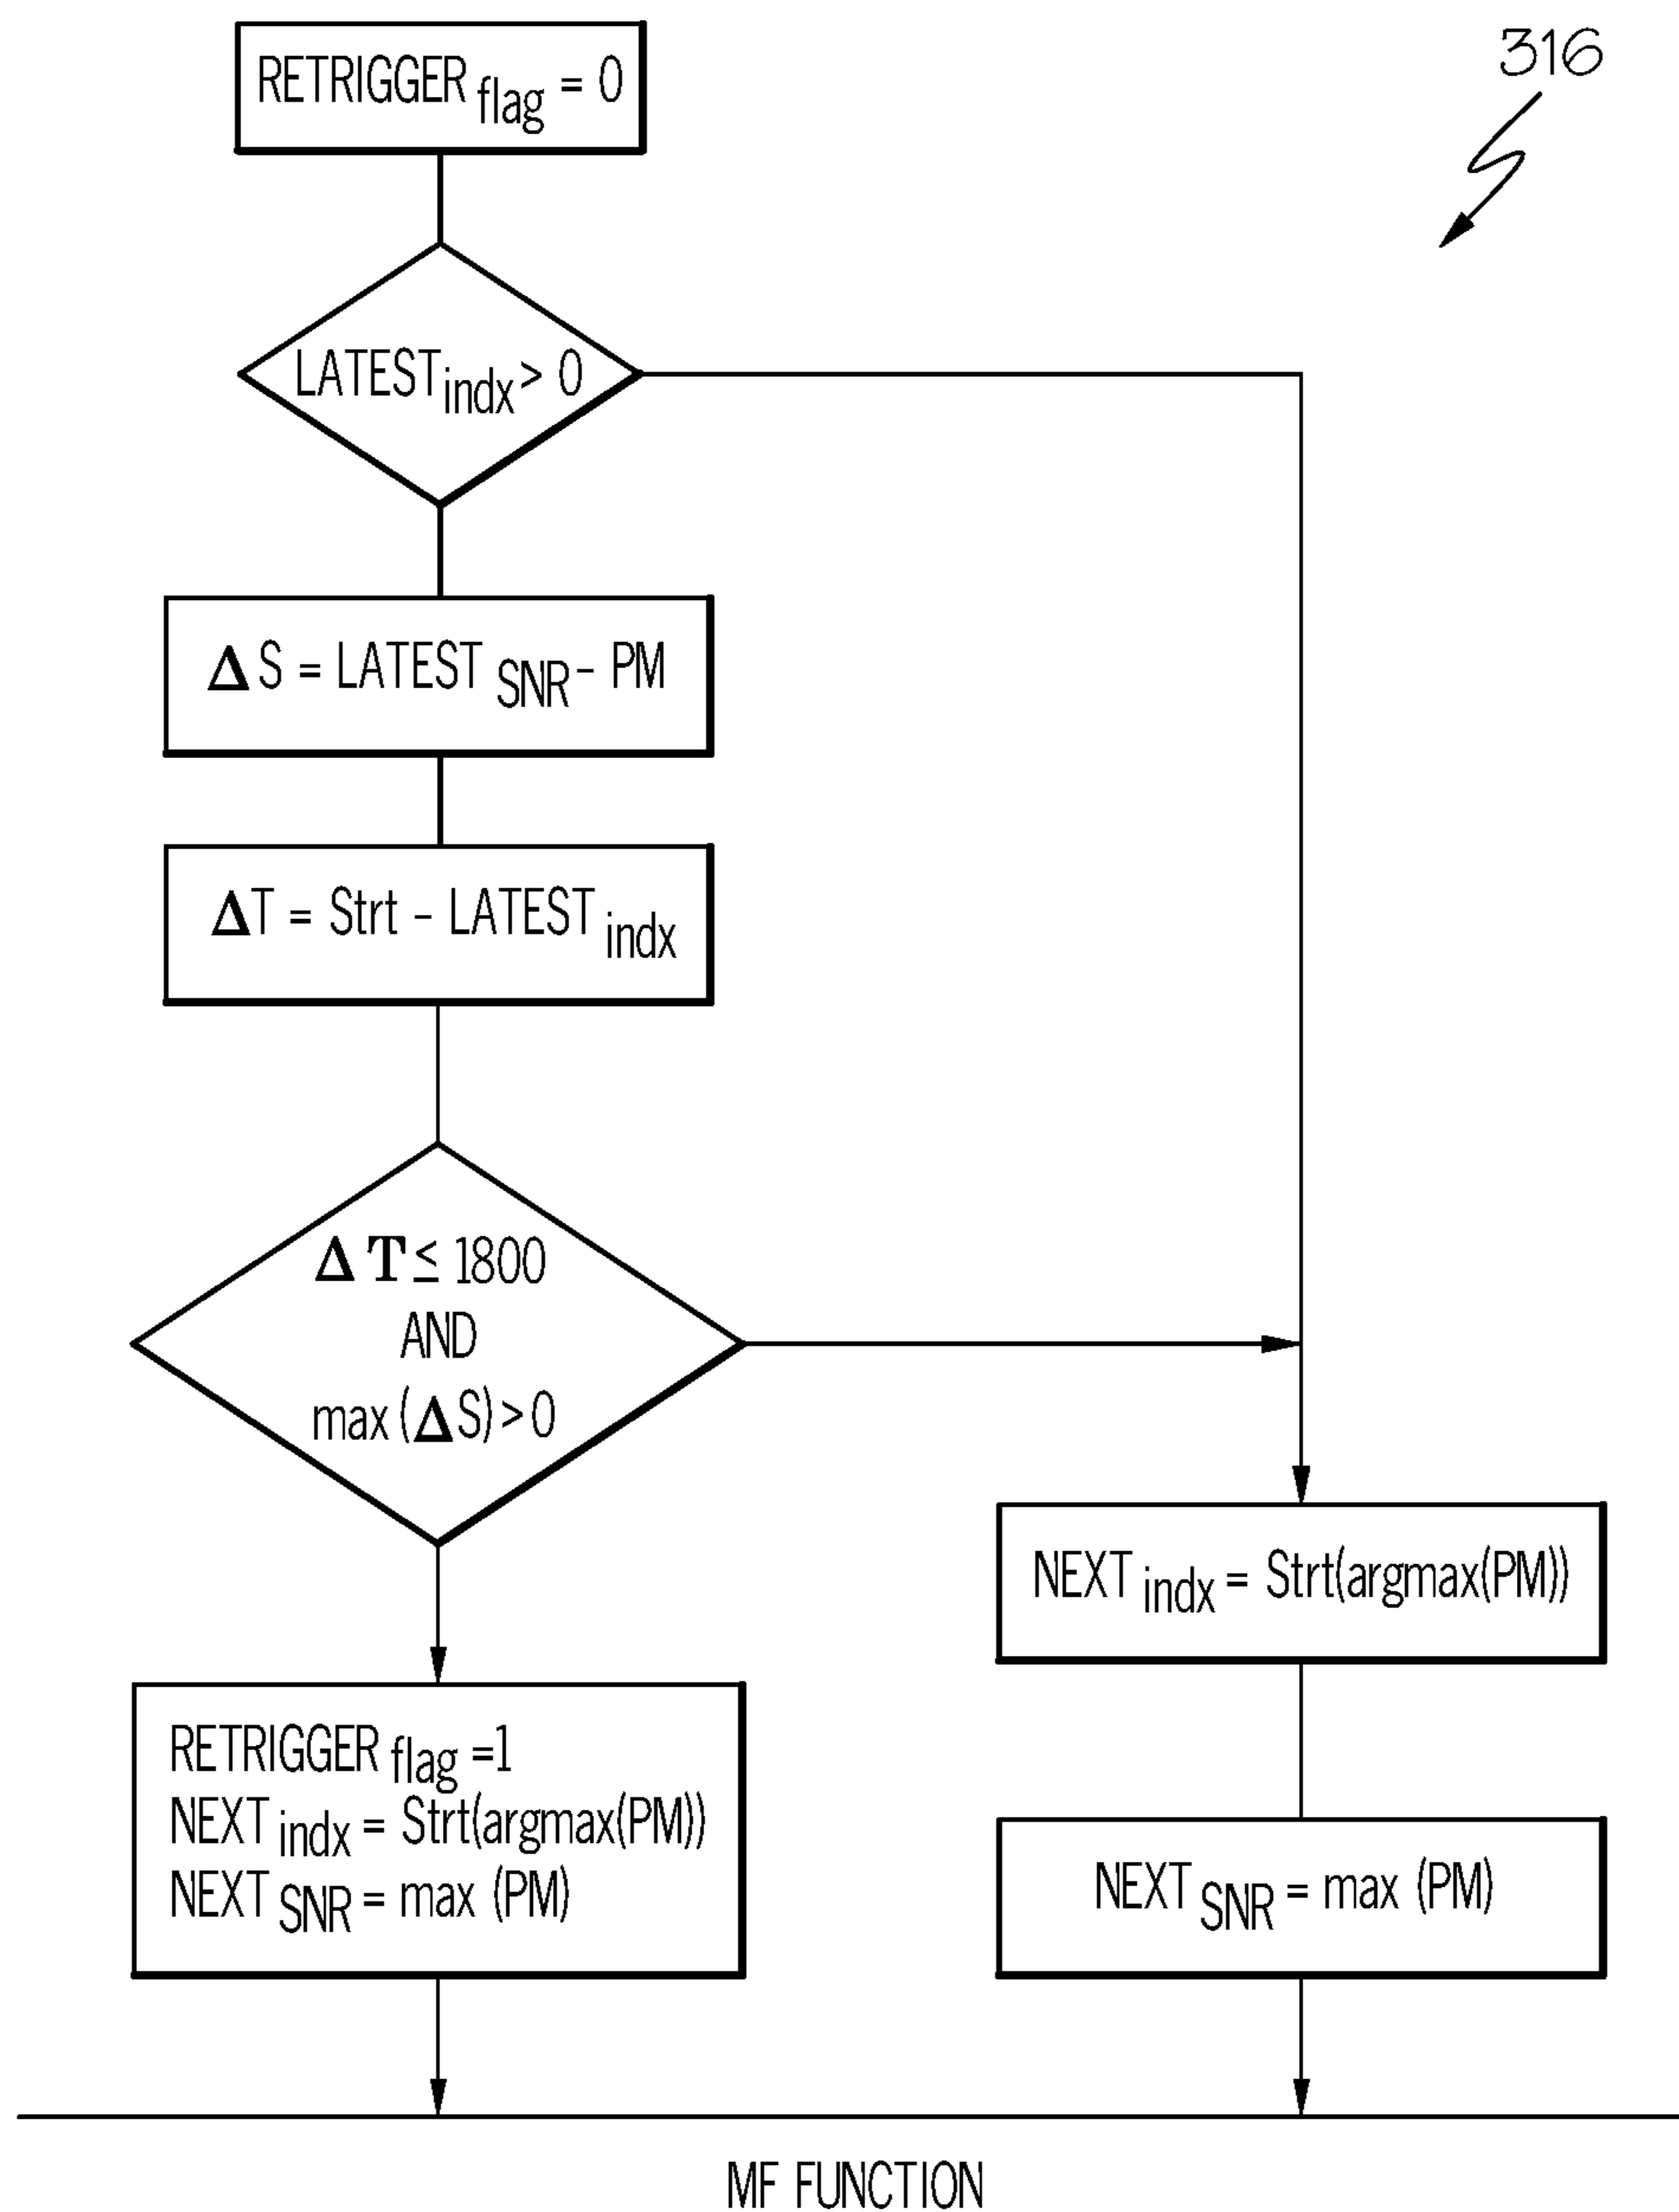 316
RETRIGGER flag = 0
LATEST indx > 0
Δ S = LATEST SNR - PM
ΔT = Strt - LATEST indx
Δ T ≤ 1800
AND
max (ΔS) > 0
NEXT indx = Strt(argmax(PM))
RETRIGGER flag =1
NEXT indx = Strt(argmax(PM))
NEXT SNR = max (PM)
NEXT SNR = max (PM)
MF FUNCTION